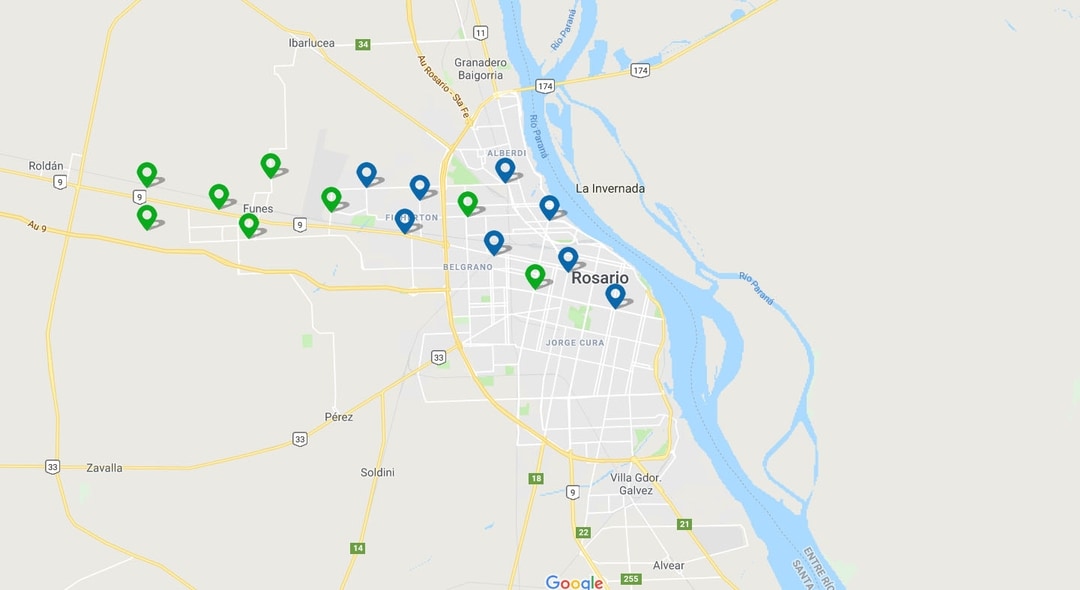 Río Paraná
11
Ibarlucea
34
Granadero
Baigorria
174
Au Rosario - Sta Fe
174
Río Paraná
ALBERDI
Roldán
9
9
La Invernada
Funes
9
Au 9
BELGRANO
Rosario
Río Paraná
JORGE CURA
33
Pérez
33
33
Zavalla
Soldini
18
Villa Gdor.
Galvez
9
22
21
14
Alvear
255
Google
ENTRE RÍO
SANTA